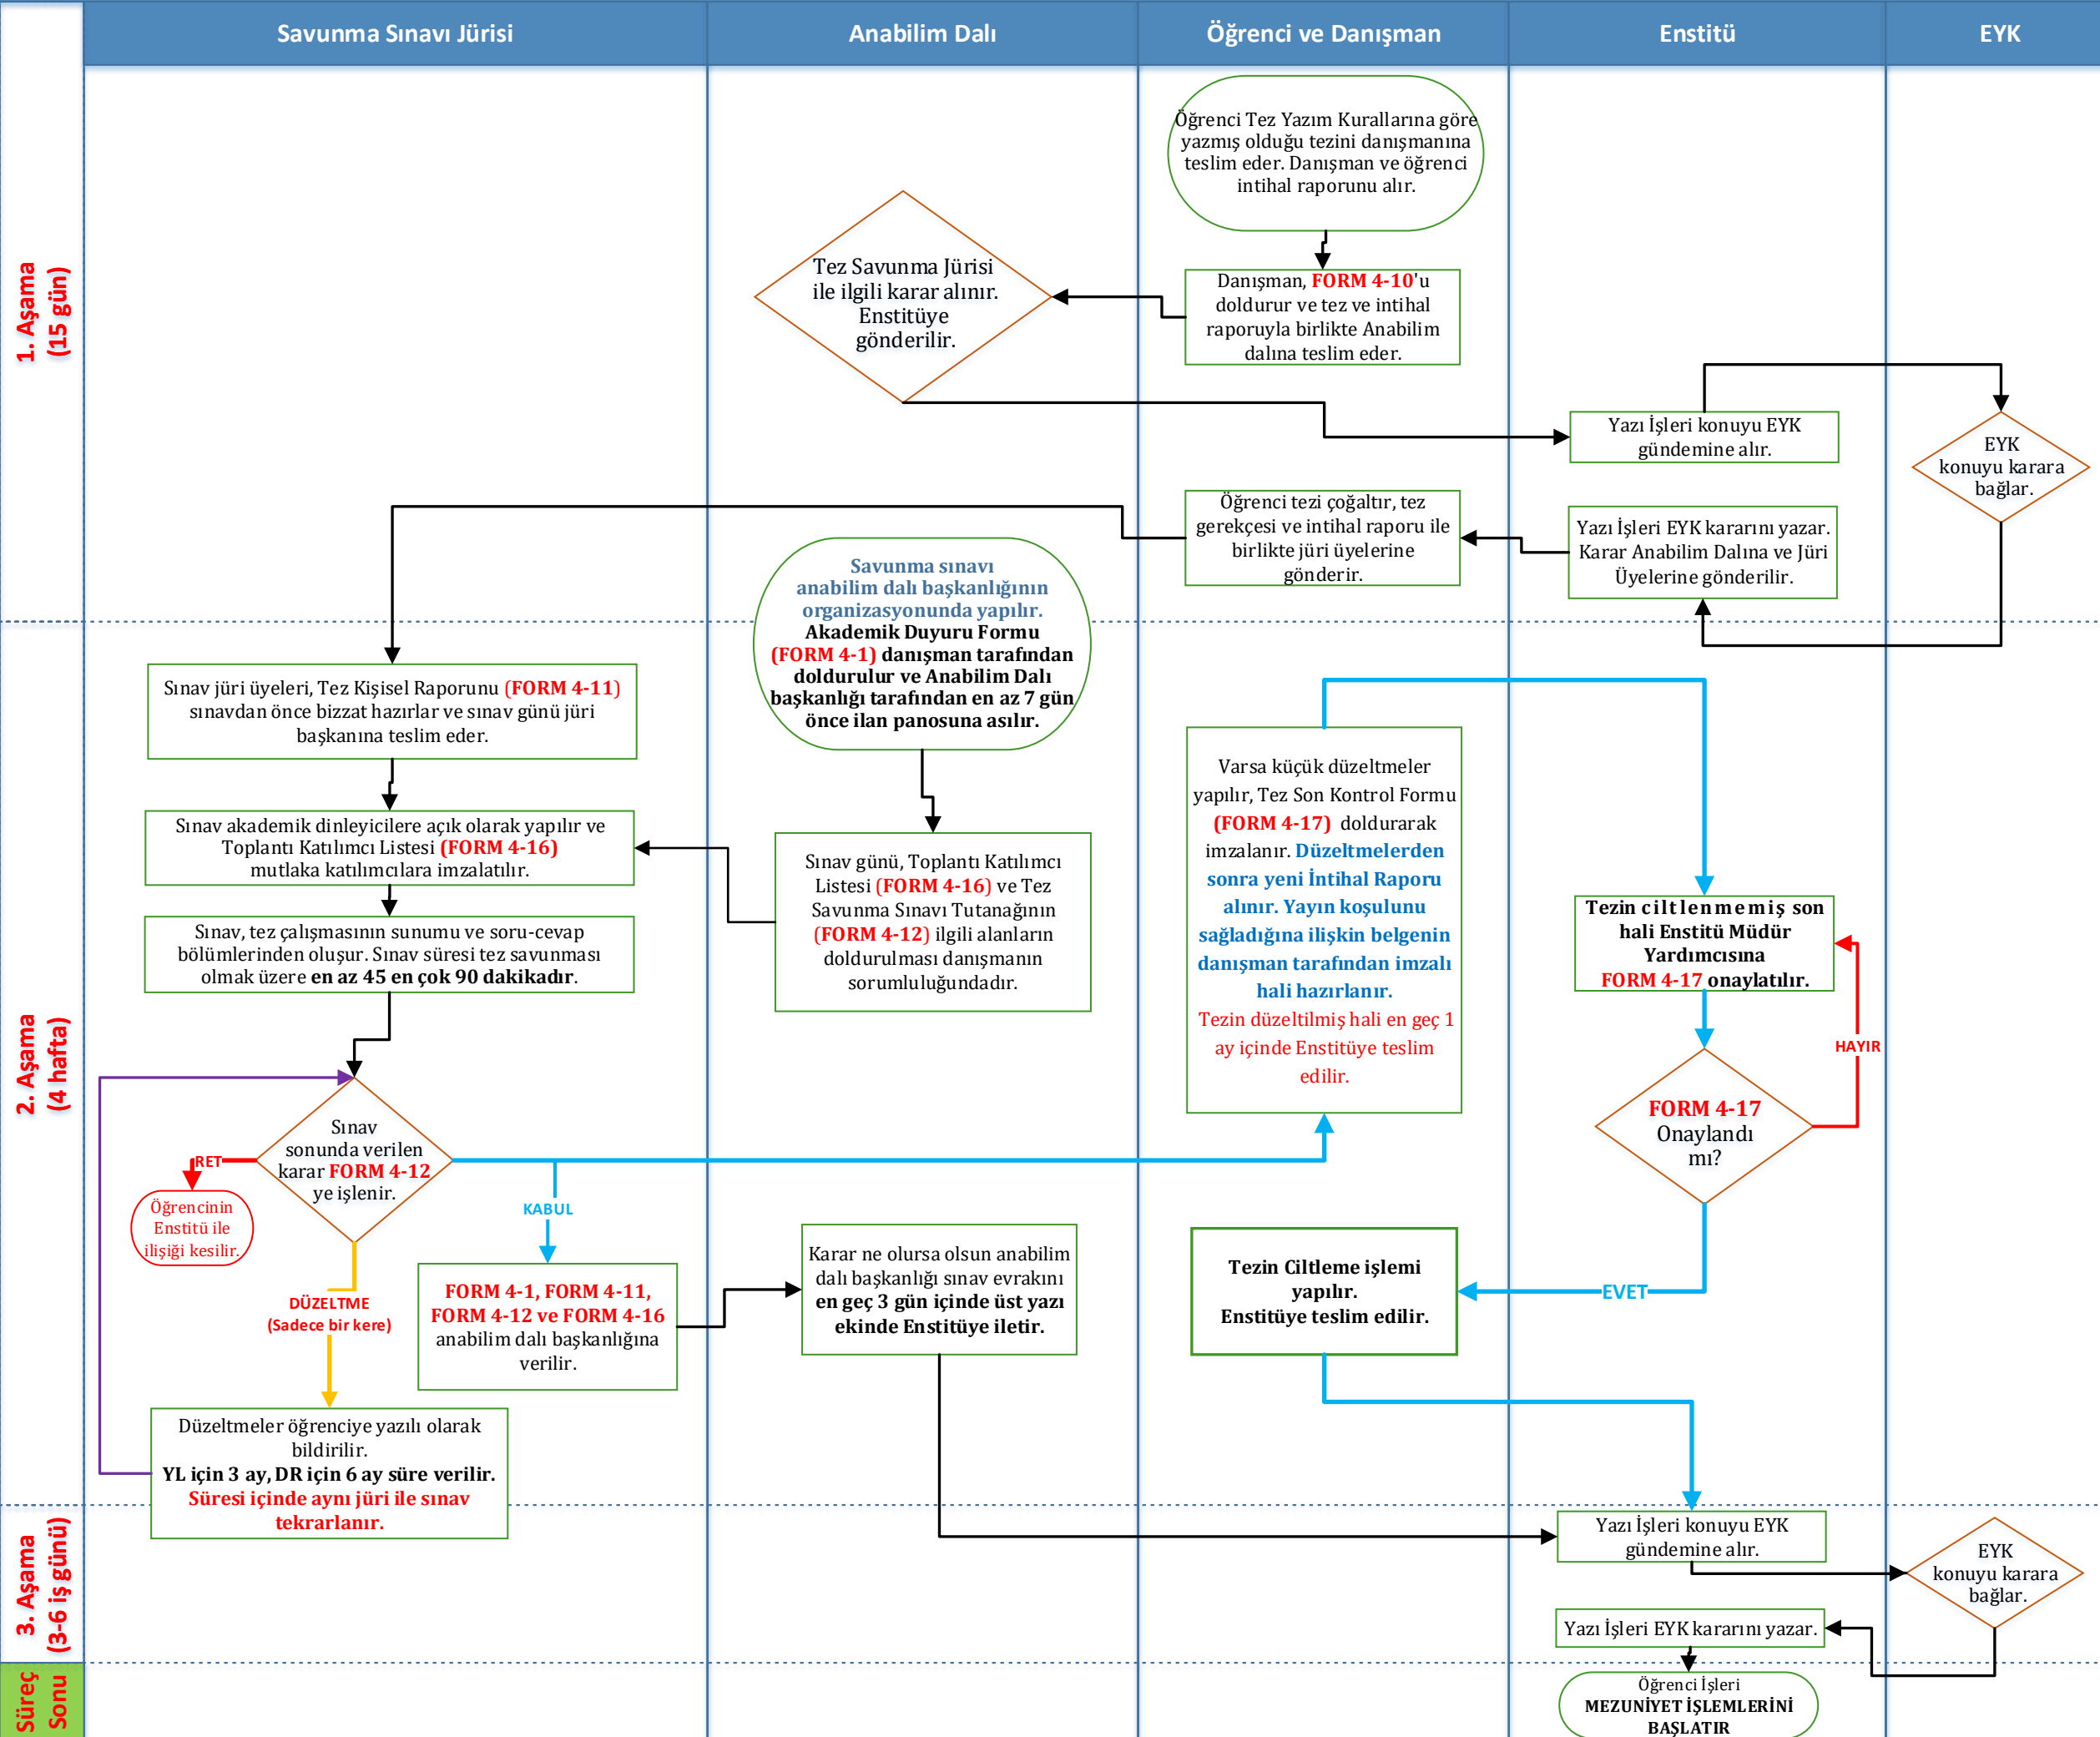 Savunma Sınavı Jürisi
Anabilim Dalı
Öğrenci ve Danışman
Enstitü
EYK
1. Aşama
(15 gün)
Öğrenci Tez Yazım Kurallarına göre
yazmış olduğu tezini danışmanına
teslim eder. Danışman ve öğrenci
intihal raporunu alır.
Danışman, FORM 4-10'u
doldurur ve tez ve intihal
raporuyla birlikte Anabilim
dalına teslim eder.
Tez Savunma Jürisi
ile ilgili karar alınır.
Enstitüye
gönderilir.
Yazı İşleri konuyu EYK
gündemine alır.
EYK
konuyu karara
bağlar.
Yazı İşleri EYK kararını yazar.
Karar Anabilim Dalına ve Jüri
Üyelerine gönderilir.
Öğrenci tezi çoğaltır, tez
gerekçesi ve intihal raporu ile
birlikte jüri üyelerine
gönderir.
2. Aşama
(4 hafta)
Savunma sınavı
anabilim dalı başkanlığının
organizasyonunda yapılır.
Akademik Duyuru Formu
(FORM 4-1) danışman tarafından
doldurulur ve Anabilim Dalı
başkanlığı tarafından en az 7 gün
önce ilan panosuna asılır.
Sınav jüri üyeleri, Tez Kişisel Raporunu (FORM 4-11)
sınavdan önce bizzat hazırlar ve sınav günü jüri
başkanına teslim eder.
Sınav akademik dinleyicilere açık olarak yapılır ve
Toplantı Katılımcı Listesi (FORM 4-16)
mutlaka katılımcılara imzalatılır.
Sınav günü, Toplantı Katılımcı
Listesi (FORM 4-16) ve Tez
Savunma Sınavı Tutanağının
(FORM 4-12) ilgili alanların
doldurulması danışmanın
sorumluluğundadır.
Sınav, tez çalışmasının sunumu ve soru-cevap
bölümlerinden oluşur. Sınav süresi tez savunması
olmak üzere en az 45 en çok 90 dakikadır.
Sınav
sonunda verilen
karar FORM 4-12
ye işlenir.
RET
Öğrencinin
Enstitü ile
ilişiği kesilir.
DÜZELTME
(Sadece bir kere)
Düzeltmeler öğrenciye yazılı olarak
bildirilir.
YL için 3 ay, DR için 6 ay süre verilir.
Süresi içinde aynı jüri ile sınav
tekrarlanır.
KABUL
FORM 4-1, FORM 4-11,
FORM 4-12 ve FORM 4-16
anabilim dalı başkanlığına
verilir.
Karar ne olursa olsun anabilim
dalı başkanlığı sınav evrakını
en geç 3 gün içinde üst yazı
ekinde Enstitüye iletir.
Varsa küçük düzeltmeler
yapılır, Tez Son Kontrol Formu
(FORM 4-17) doldurarak
imzalanır. Düzeltmelerden
sonra yeni İntihal Raporu
alınır. Yayın koşulunu
sağladığına ilişkin belgenin
danışman tarafından imzalı
hali hazırlanır.
Tezin düzeltilmiş hali en geç 1
ay içinde Enstitüye teslim
edilir.
Tezin ciltlenmemiş son
hali Enstitü Müdür
Yardımcısına
FORM 4-17 onaylatılır.
HAYIR
FORM 4-17
Onaylandı
mı?
EVET
Tezin Ciltleme işlemi
yapılır.
Enstitüye teslim edilir.
3. Aşama
(3-6 iş günü)
Yazı İşleri konuyu EYK
gündemine alır.
EYK
konuyu karara
bağlar.
Yazı İşleri EYK kararını yazar.
Süreç
Sonu
Öğrenci İşleri
MEZUNİYET İŞLEMLERİNİ
BAŞLATIR